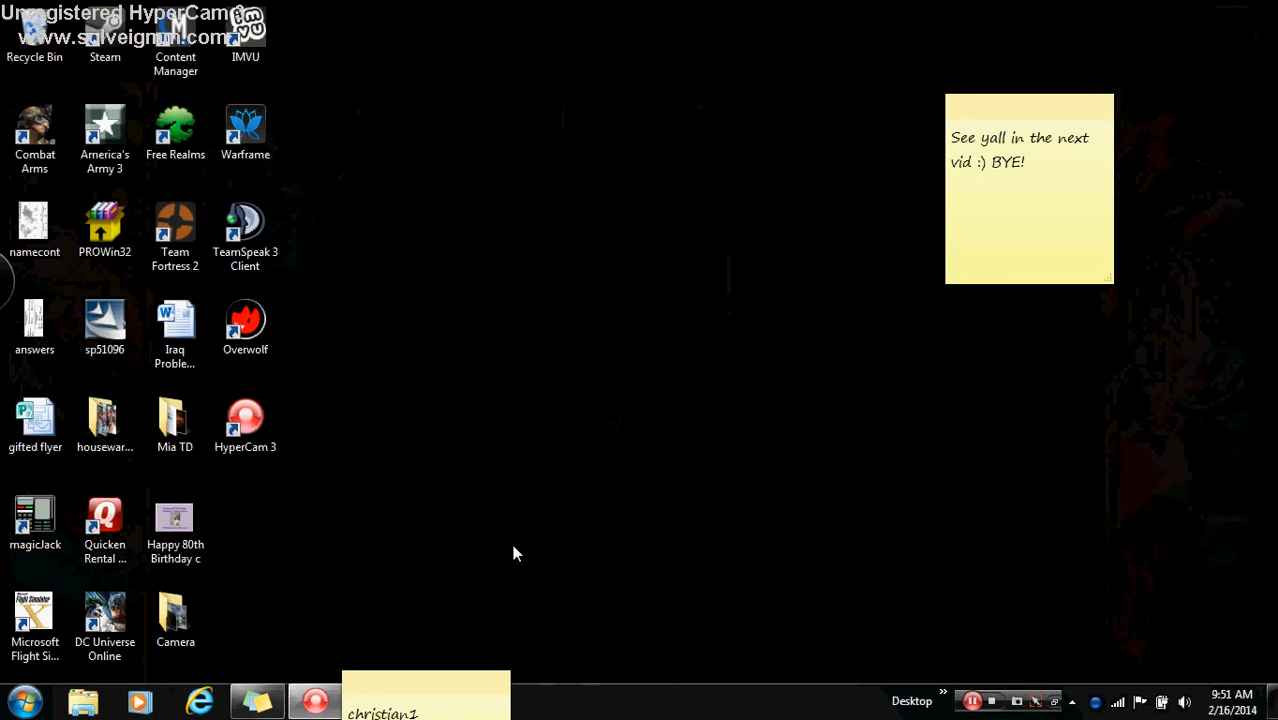 Unregistered HyperCam
www.solveigmm.com
Recycle Bin
Steam
Content
Manager
IMVU
Combat
Arms
America's
Army 3
Free Realms
Warframe
namecont
PROWin32
Team
Fortress 2
TeamSpeak 3
Client
answers
sp51096
Iraq
Proble...
Overwolf
gifted flyer
housewar...
Mia TD
HyperCam 3
magicJack
Quicken
Rental ...
Happy 80th
Birthday c
Microsoft
Flight Si...
DC Universe
Online
Camera
See yall in the next
vid :) BYE!
christian1
Desktop
9:51 AM
2/16/2014